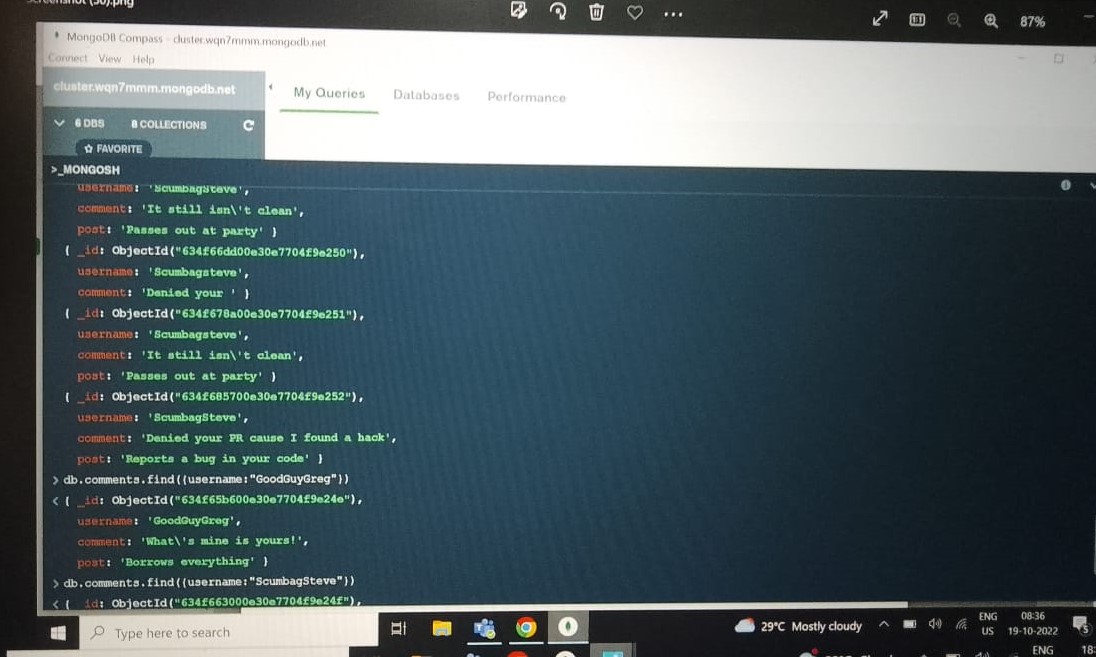 Screenshot (30).png
87%
MongoDB Compass - cluster.wqn7mmm.mongodb.net
Connect View Help
cluster.wqn7mmm.mongodb.net
My Queries Databases Performance
6 DBS 8 COLLECTIONS
FAVORITE
>_MONGOSH
username: 'ScumbagSteve',
comment: 'It still isn\'t clean',
post: 'Passes out at party' }
{ _id: ObjectId("634f66dd00e30e7704f9e250"),
username: 'Scumbagsteve',
comment: 'Denied your ' }
{ _id: ObjectId("634f678a00e30e7704f9e251"),
username: 'Scumbagsteve',
comment: 'It still isn\'t clean',
post: 'Passes out at party' }
{ _id: ObjectId("634f685700e30e7704f9e252"),
username: 'ScumbagSteve',
comment: 'Denied your PR cause I found a hack',
post: 'Reports a bug in your code' }
> db.comments.find({username:"GoodGuyGreg"})
< { _id: ObjectId("634f65b600e30e7704f9e24e"),
username: 'GoodGuyGreg',
comment: 'What\'s mine is yours!',
post: 'Borrows everything' }
> db.comments.find({username:"ScumbagSteve"})
< { _id: ObjectId("634f663000e30e7704f9e24f"),
Type here to search
29°C Mostly cloudy
ENG
US
08:36
19-10-2022
5
ENG
18: